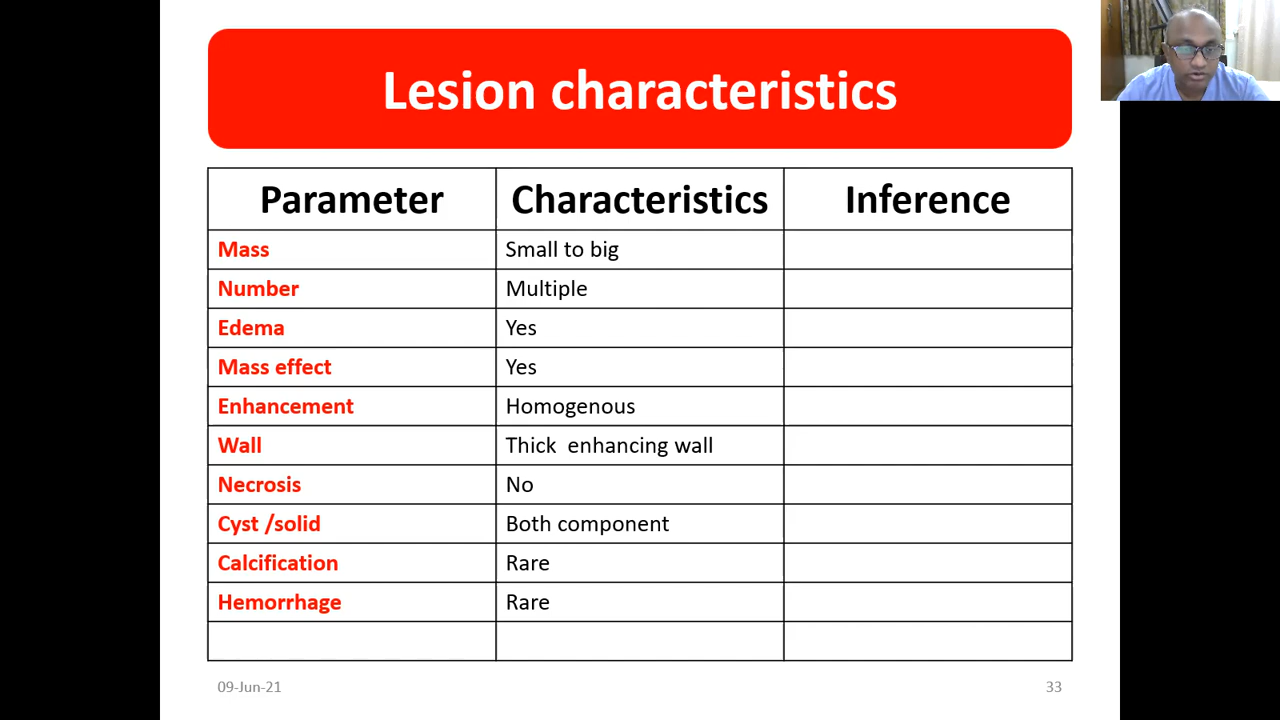 Lesion characteristics
Parameter Characteristics Inference
Mass Small to big
Number Multiple
Edema Yes
Mass effect Yes
Enhancement Homogenous
Wall Thick  enhancing wall
Necrosis No
Cyst /solid Both component
Calcification Rare
Hemorrhage Rare
09-Jun-21 33